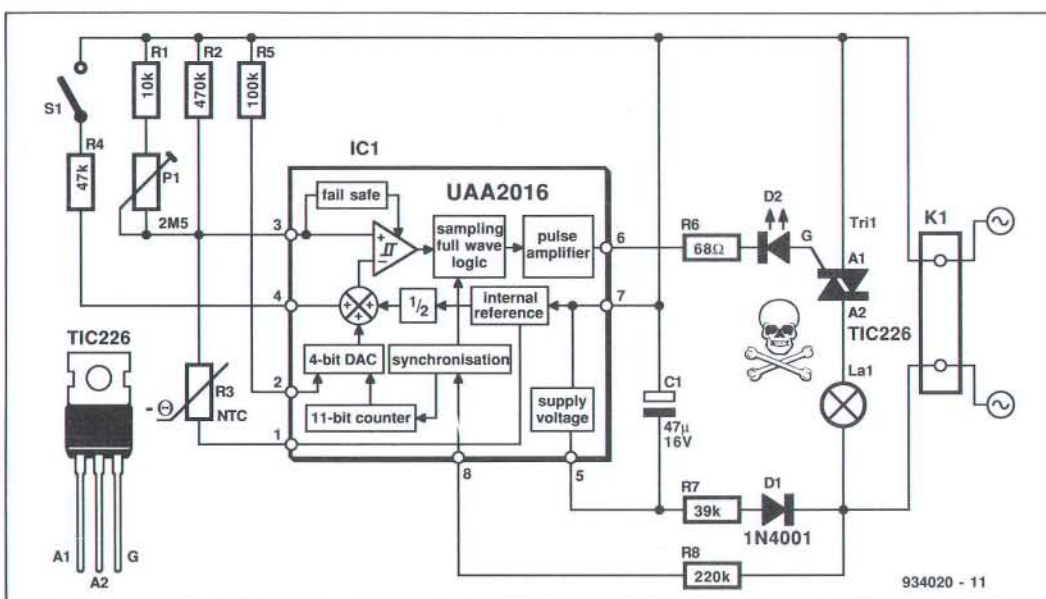 R1
R2
R5
10k
470k
100k
S1
R4
47k
P1
2M5
IC1
UAA2016
fail safe
sampling
full wave
logic
pulse
amplifier
1/2
internal
reference
4-bit DAC
synchronisation
11-bit counter
supply
voltage
3
4
2
1
8
5
6
7
+
–
+
+
+
TIC226
A1
A2
G
R3
-Θ
NTC
R6
68Ω
D2
G
Tri1
A1
A2
TIC226
La1
K1
~
~
C1
47µ
16V
R7
39k
D1
1N4001
R8
220k
934020 - 11